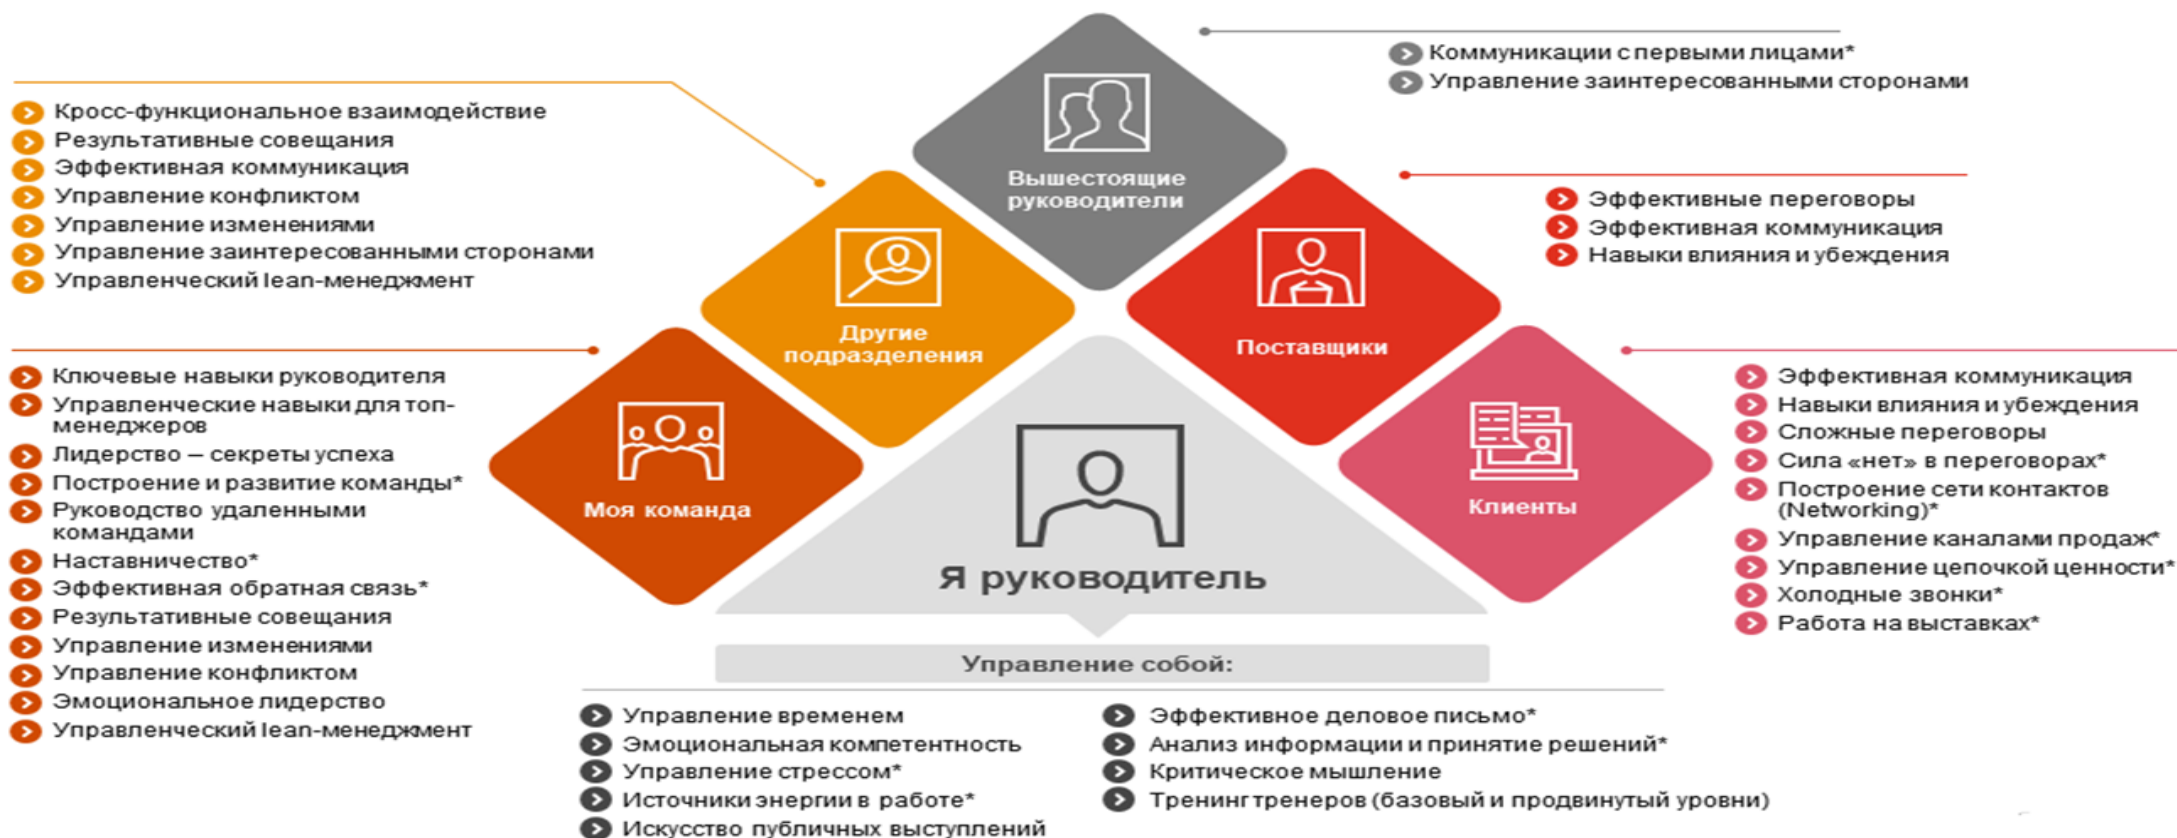 Коммуникации с первыми лицами*
Управление заинтересованными сторонами
Кросс-функциональное взаимодействие
Результативные совещания
Эффективная коммуникация
Управление конфликтом
Управление изменениями
Управление заинтересованными сторонами
Управленческий lean-менеджмент
Вышестоящие
руководители
Эффективные переговоры
Эффективная коммуникация
Навыки влияния и убеждения
Другие
подразделения
Поставщики
Ключевые навыки руководителя
Управленческие навыки для топ-
менеджеров
Лидерство – секреты успеха
Построение и развитие команды*
Руководство удаленными
командами
Наставничество*
Эффективная обратная связь*
Результативные совещания
Управление изменениями
Управление конфликтом
Эмоциональное лидерство
Управленческий lean-менеджмент
Моя команда
Я руководитель
Клиенты
Эффективная коммуникация
Навыки влияния и убеждения
Сложные переговоры
Сила «нет» в переговорах*
Построение сети контактов
(Networking)*
Управление каналами продаж*
Управление цепочкой ценности*
Холодные звонки*
Работа на выставках*
Управление собой:
Управление временем
Эмоциональная компетентность
Управление стрессом*
Источники энергии в работе*
Искусство публичных выступлений
Эффективное деловое письмо*
Анализ информации и принятие решений*
Критическое мышление
Тренинг тренеров (базовый и продвинутый уровни)